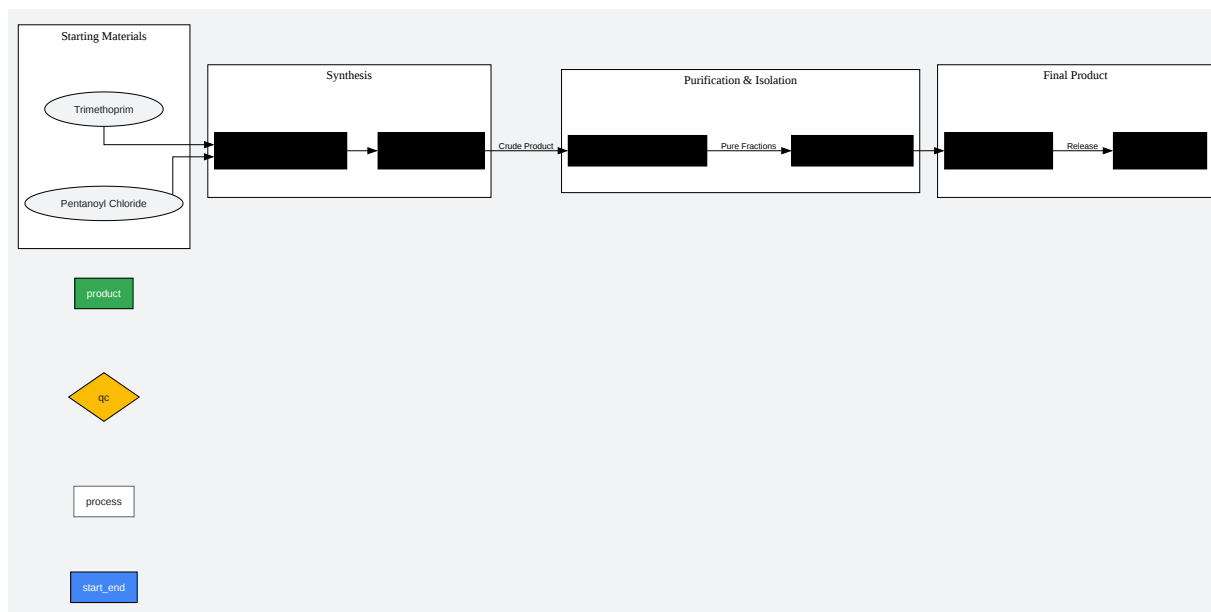 Starting Materials
Synthesis
Purification & Isolation
Final Product
Trimethoprim
Pentanoyl Chloride
Crude Product
Pure Fractions
Release
product
qc
process
start_end